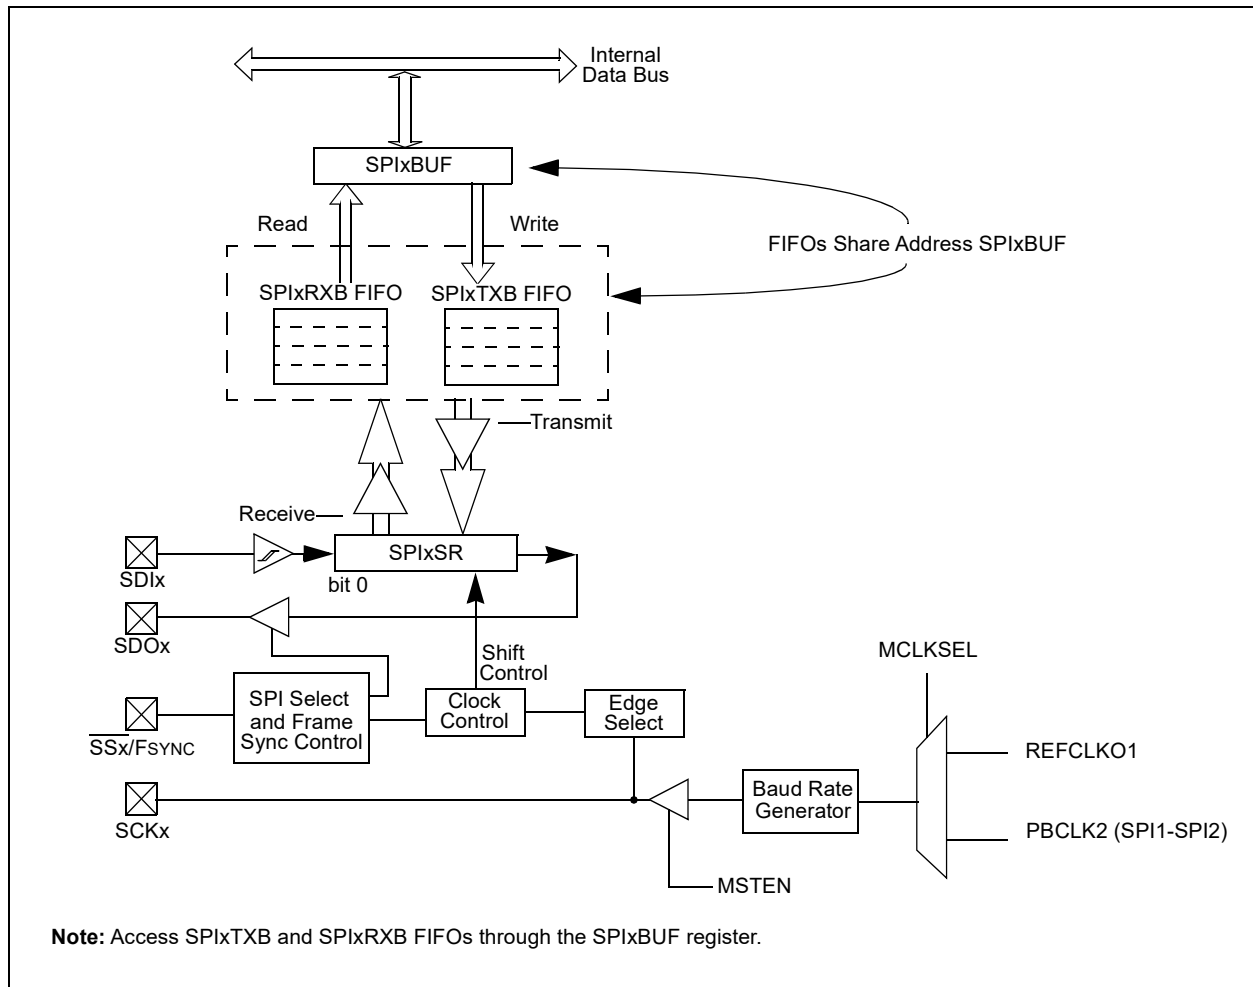 Internal
Data Bus
SPIxBUF
Read
Write
FIFOs Share Address SPIxBUF
SPIxRXB FIFO
SPIxTXB FIFO
Transmit
Receive
SPIxSR
SDIx
bit 0
SDOx
Shift
Control
MCLKSEL
SPI Select
and Frame
Sync Control
Clock
Control
Edge
Select
SSx/FSYNC
REFCLKO1
Baud Rate
Generator
SCKx
PBCLK2 (SPI1-SPI2)
MSTEN
Note: Access SPIxTXB and SPIxRXB FIFOs through the SPIxBUF register.